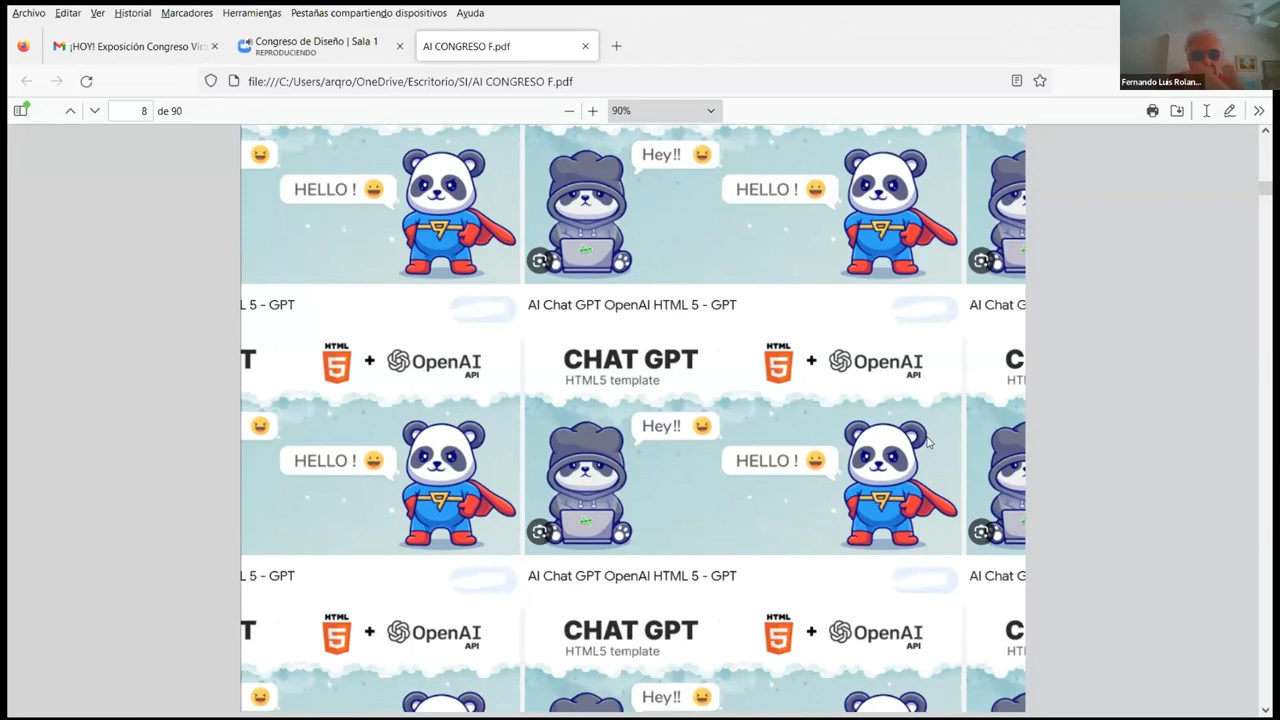 Archivo Editar Ver Historial Marcadores Herramientas Pestañas compartiendo dispositivos Ayuda
¡HOY! Exposición Congreso Virt
Congreso de Diseño | Sala 1
REPRODUCIENDO
AI CONGRESO F.pdf
file:///C:/Users/arqro/OneDrive/Escritorio/SI/AI CONGRESO F.pdf
Fernando Luis Rolan...
8 de 90
90%
HELLO !
Hey!!
HELLO !
L 5 - GPT
AI Chat GPT OpenAI HTML 5 - GPT
AI Chat G
T
HTML
5
+
OpenAI
API
CHAT GPT
HTML5 template
HTML
5
+
OpenAI
API
C
HT
HELLO !
Hey!!
HELLO !
L 5 - GPT
AI Chat GPT OpenAI HTML 5 - GPT
AI Chat G
T
HTML
5
+
OpenAI
API
CHAT GPT
HTML5 template
HTML
5
+
OpenAI
API
C
HT
Hey!!